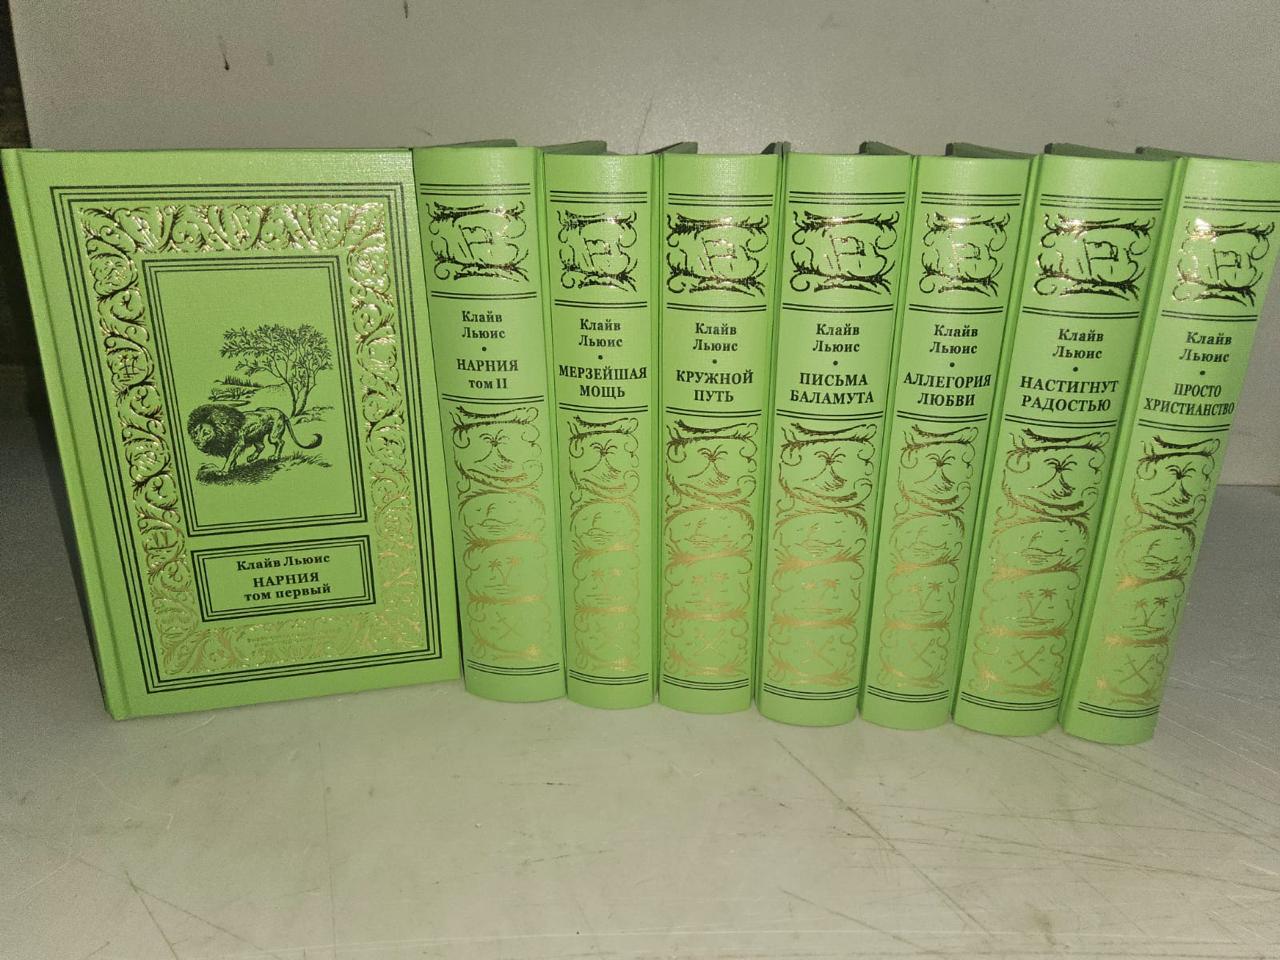 Клайв Льюис
НАРНИЯ
том первый
Клайв
Льюис
НАРНИЯ
том II
Клайв
Льюис
МЕРЗЕЙШАЯ
МОЩЬ
Клайв
Льюис
КРУЖНОЙ
ПУТЬ
Клайв
Льюис
ПИСЬМА
БАЛАМУТА
Клайв
Льюис
АЛЛЕГОРИЯ
ЛЮБВИ
Клайв
Льюис
НАСТИГНУТ
РАДОСТЬЮ
Клайв
Льюис
ПРОСТО
ХРИСТИАНСТВО